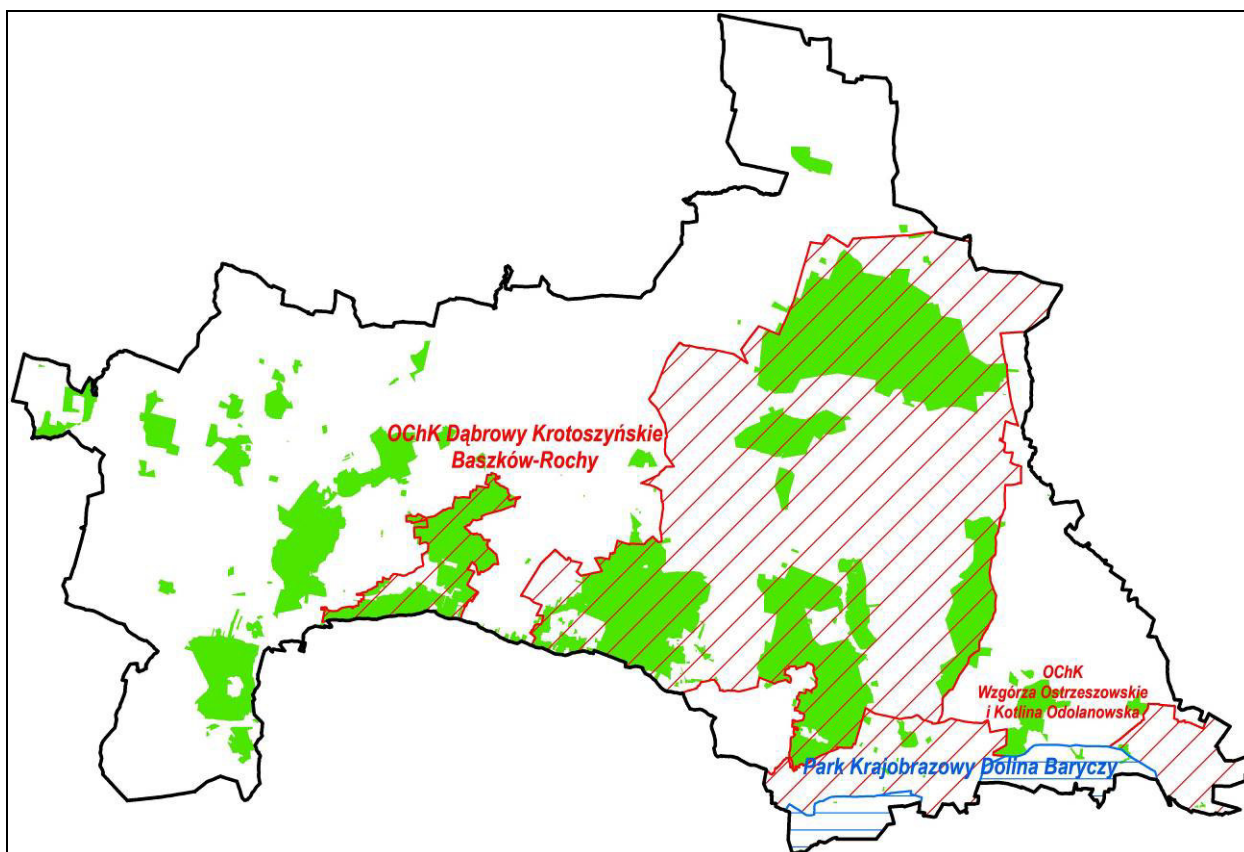 OChK Dąbrowy Krotoszyńskie
Baszków-Rochy
OChK
Wzgórza Ostrzeszowskie
i Kotlina Odolanowska
Park Krajobrazowy Dolina Baryczy